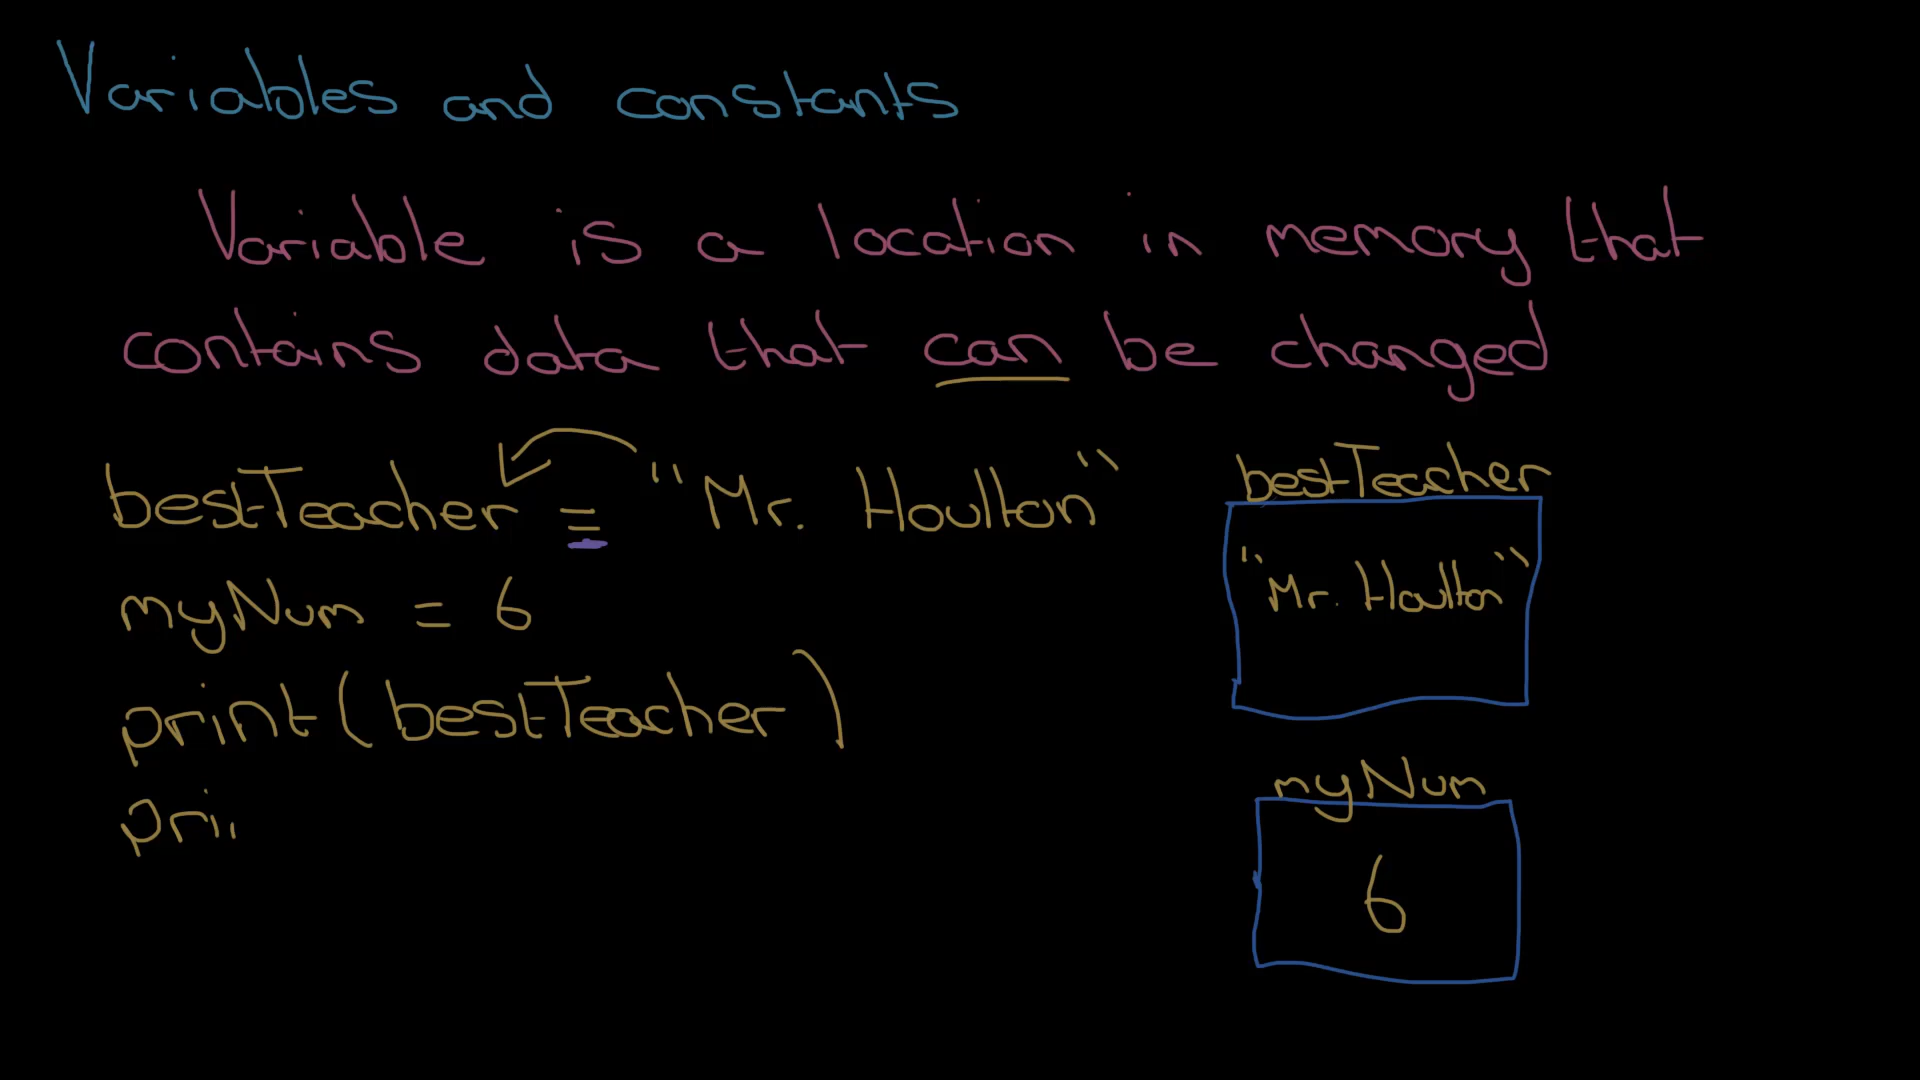 Variables and constants
Variable is a location in memory that
contains data that can be changed
bestTeacher = "Mr. Houlton"
myNum = 6
print(bestTeacher)
pri
bestTeacher
"Mr. Houlton"
myNum
6